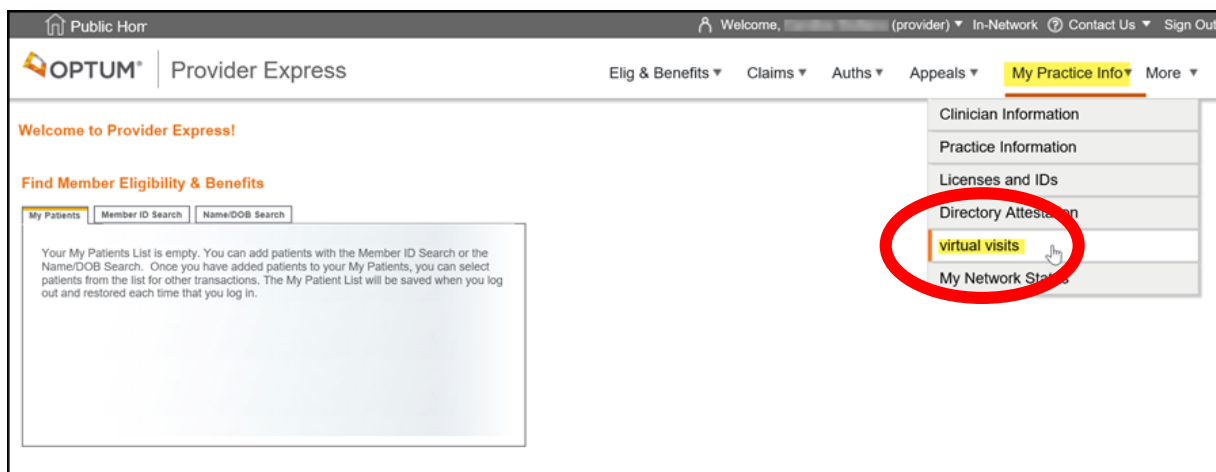 Public Hom
Welcome, (provider) ▼ In-Network ? Contact Us ▼ Sign Out
OPTUM® Provider Express
Elig & Benefits ▼ Claims ▼ Auths ▼ Appeals ▼ My Practice Info ▼ More ▼
Clinician Information
Practice Information
Licenses and IDs
Directory Attestation
virtual visits
My Network Status
Welcome to Provider Express!
Find Member Eligibility & Benefits
My Patients Member ID Search Name/DOB Search
Your My Patients List is empty. You can add patients with the Member ID Search or the
Name/DOB Search. Once you have added patients to your My Patients, you can select
patients from the list for other transactions. The My Patient List will be saved when you log
out and restored each time that you log in.